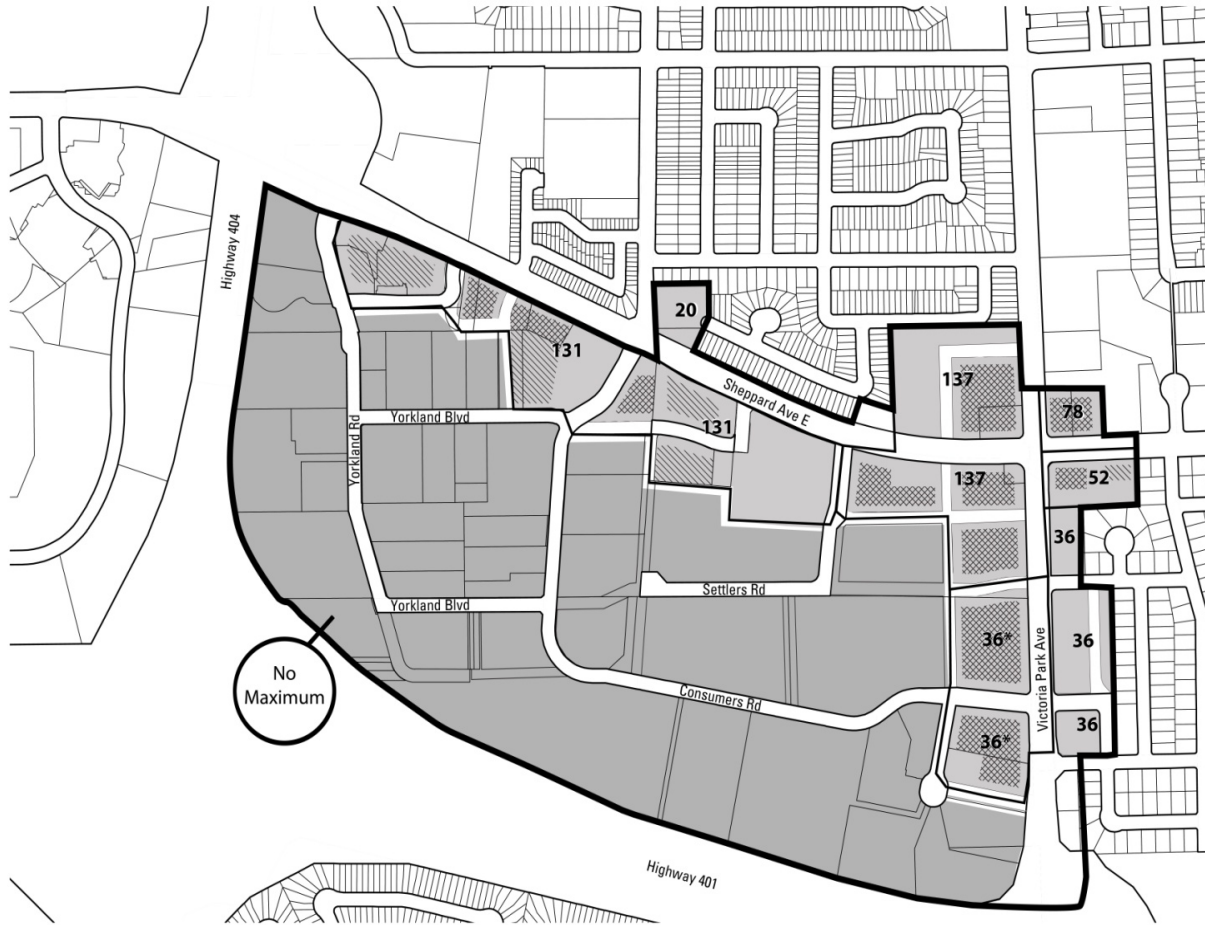 Highway 404
20
131
137
Sheppard Ave E
78
Yorkland Blvd
131
Yorkland Rd
137
52
36
Settlers Rd
Yorkland Blvd
36*
36
No
Maximum
Consumers Rd
Victoria Park Ave
36
36*
Highway 401